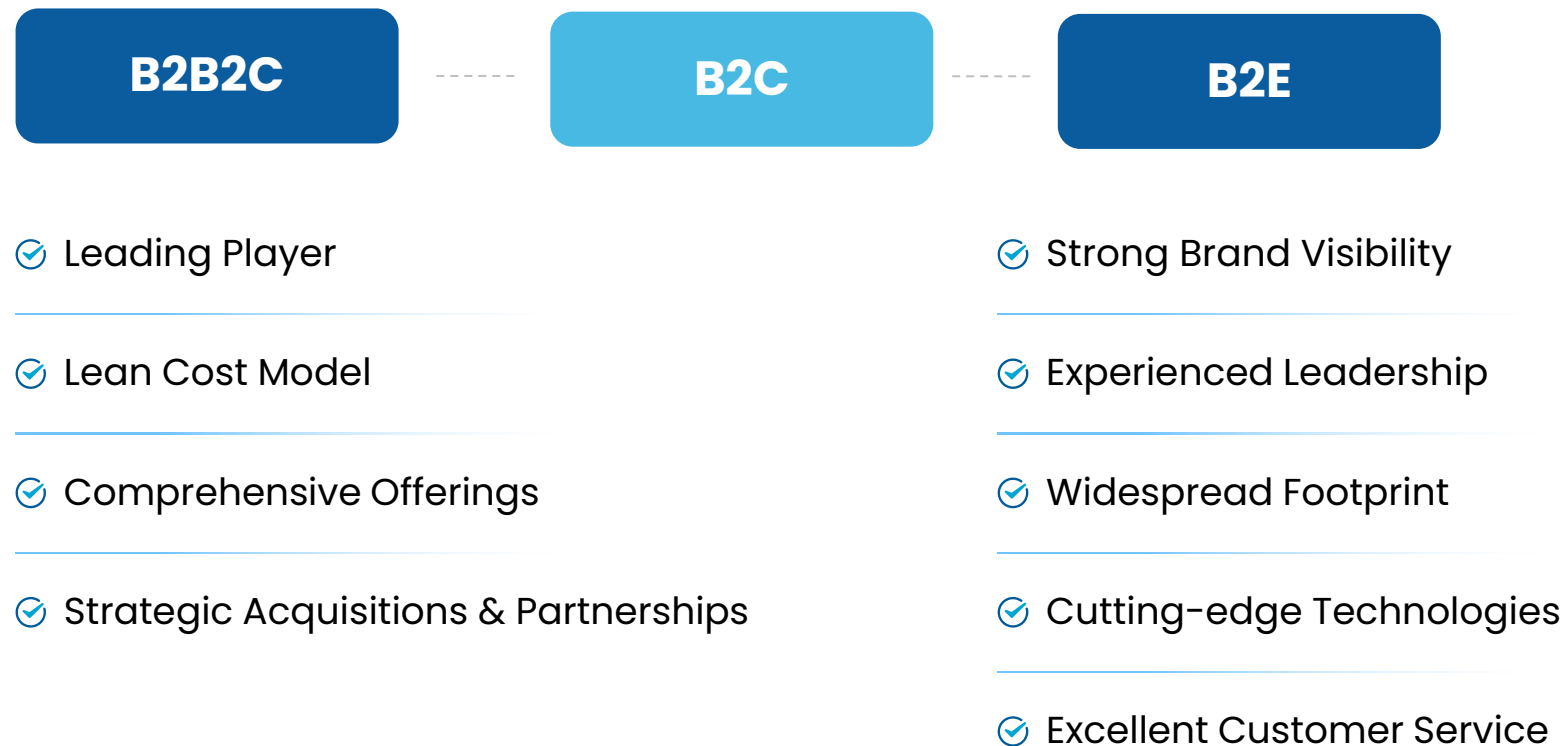 B2B2C
B2C
B2E
Leading Player
Lean Cost Model
Comprehensive Offerings
Strategic Acquisitions & Partnerships
Strong Brand Visibility
Experienced Leadership
Widespread Footprint
Cutting-edge Technologies
Excellent Customer Service